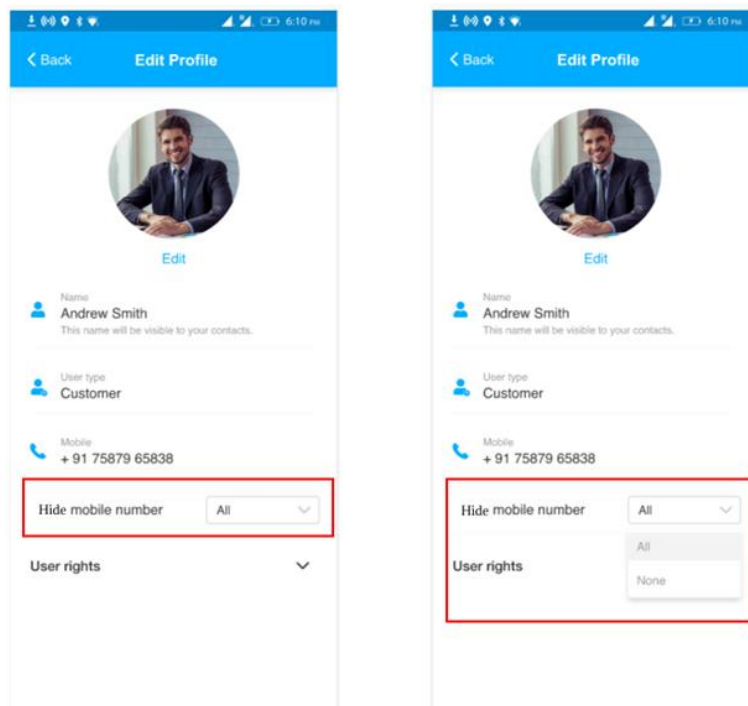 6:10 PM
Back Edit Profile
Edit
Name
Andrew Smith
This name will be visible to your contacts.
User type
Customer
Mobile
+ 91 75879 65838
Hide mobile number All
User rights
6:10 PM
Back Edit Profile
Edit
Name
Andrew Smith
This name will be visible to your contacts.
User type
Customer
Mobile
+ 91 75879 65838
Hide mobile number All
All
User rights
None